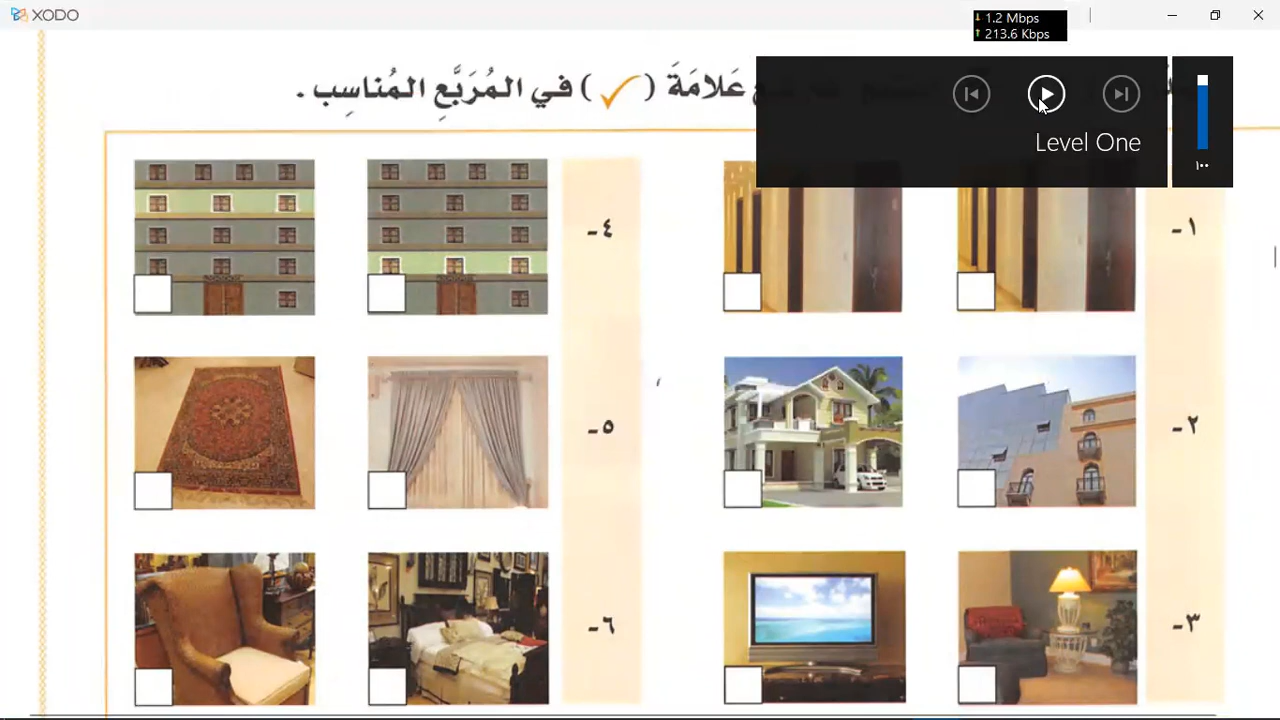 XODO
1.2 Mbps
213.6 Kbps
عَلامَةَ ( ✓ ) في المُرَبَّعِ المُناسِبِ .
Level One
١٠٠
١-
٤-
٢-
٥-
٣-
٦-